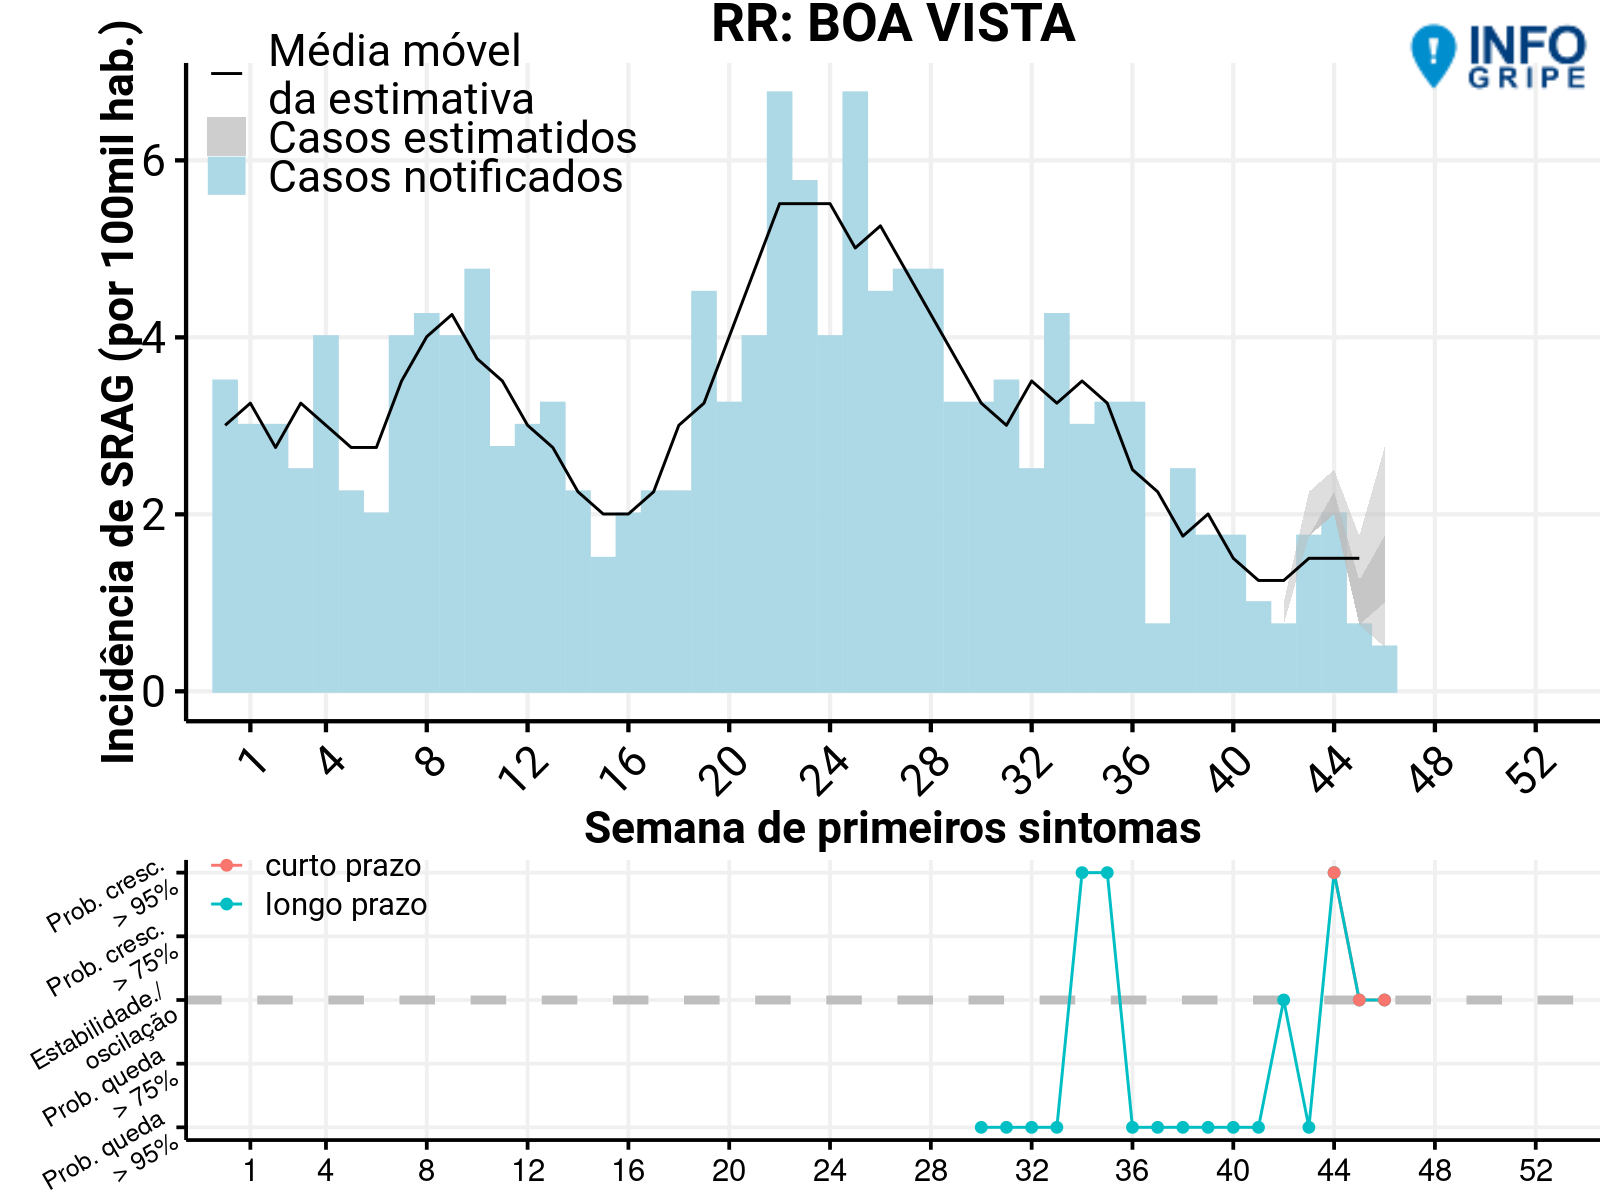 RR: BOA VISTA
INFO
GRIPE
Média móvel
da estimativa
Casos estimatidos
Casos notificados
Incidência de SRAG (por 100mil hab.)
6
4
2
0
1 4 8 12 16 20 24 28 32 36 40 44 48 52
Semana de primeiros sintomas
curto prazo
longo prazo
Prob. cresc.
> 95%
Prob. cresc.
> 75%
Estabilidade./
oscilação
Prob. queda
> 75%
Prob. queda
> 95%
1 4 8 12 16 20 24 28 32 36 40 44 48 52